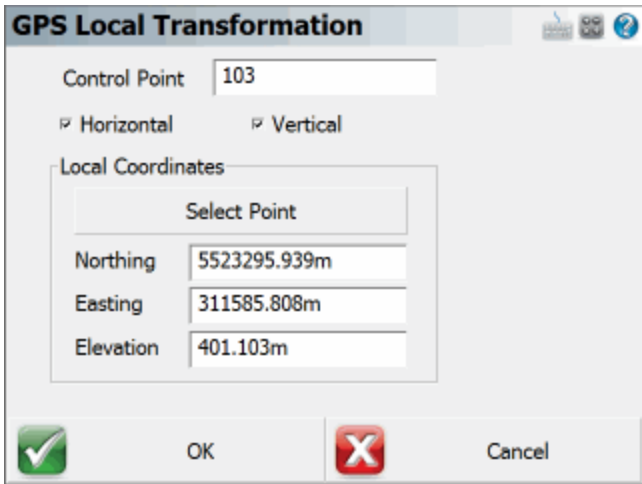 GPS Local Transformation
Control Point 103
Horizontal Vertical
Local Coordinates
Select Point
Northing 5523295.939m
Easting 311585.808m
Elevation 401.103m
OK Cancel